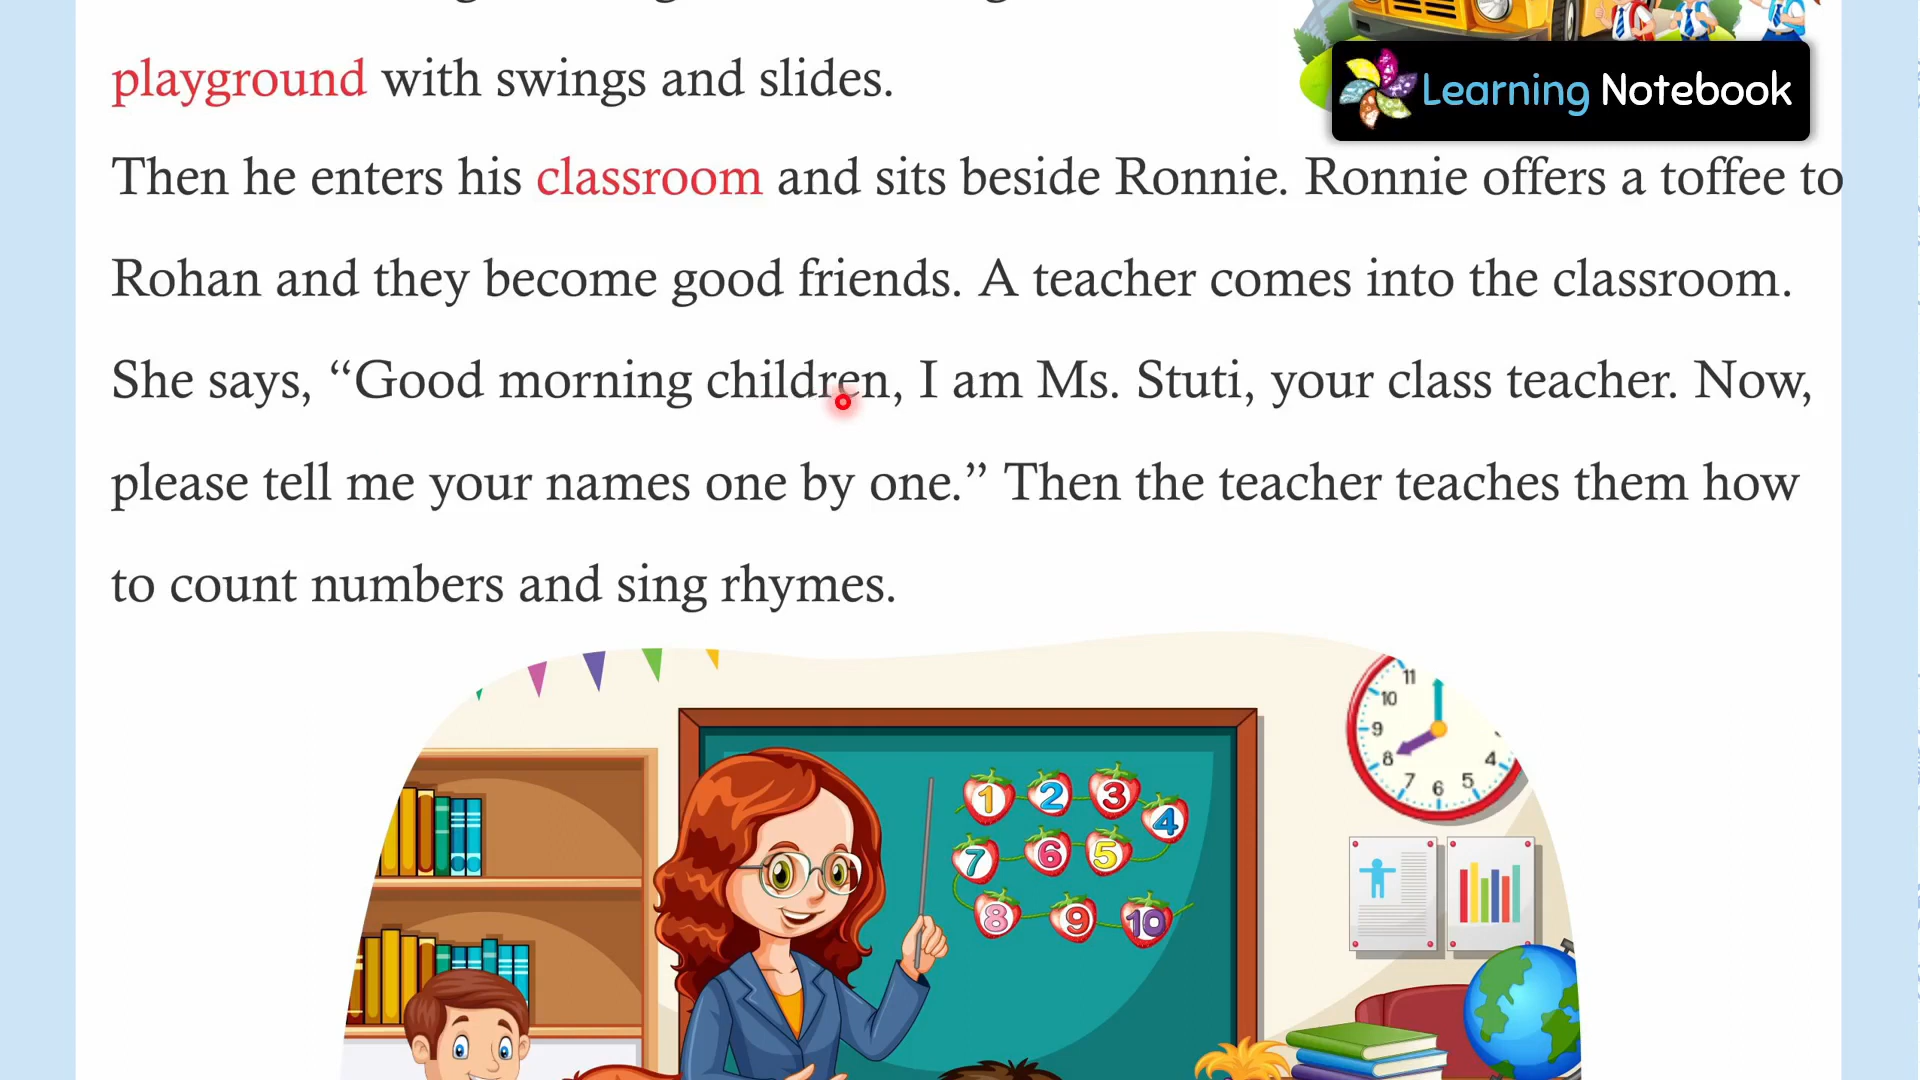 playground with swings and slides.
Learning Notebook
Then he enters his classroom and sits beside Ronnie. Ronnie offers a toffee to
Rohan and they become good friends. A teacher comes into the classroom.
She says, “Good morning children, I am Ms. Stuti, your class teacher. Now,
please tell me your names one by one.” Then the teacher teaches them how
to count numbers and sing rhymes.
11
10
9
8
7
6
5
4
1 2 3 4
7 6 5
8 9 10